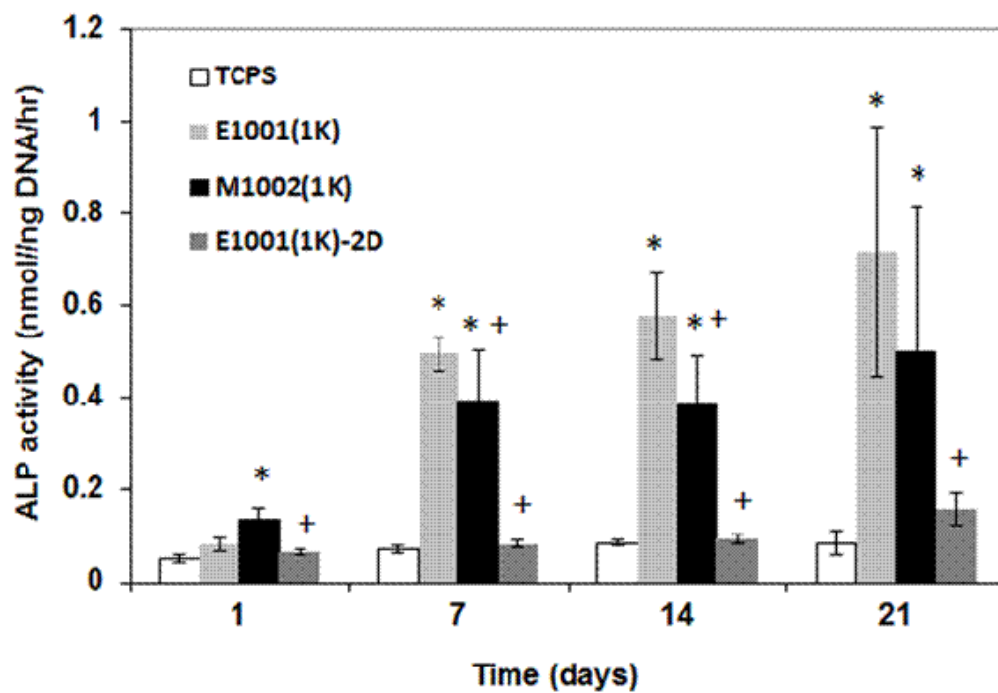 1.2
1
0.8
0.6
0.4
0.2
0
ALP activity (nmol//ng DNA/hr)
TCPS
E1001(1K)
M1002(1K)
E1001(1K)-2D
* +
* * +
* * + +
* * +
1 7 14 21
Time (days)